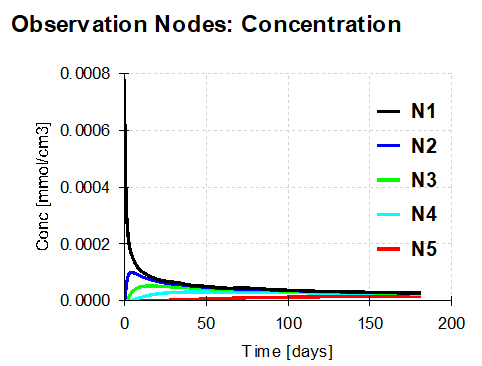 Observation Nodes: Concentration
0.0008
0.0006
0.0004
0.0002
0.0000
Conc [mmol/cm3]
N1
N2
N3
N4
N5
0 50 100 150 200
Time [days]